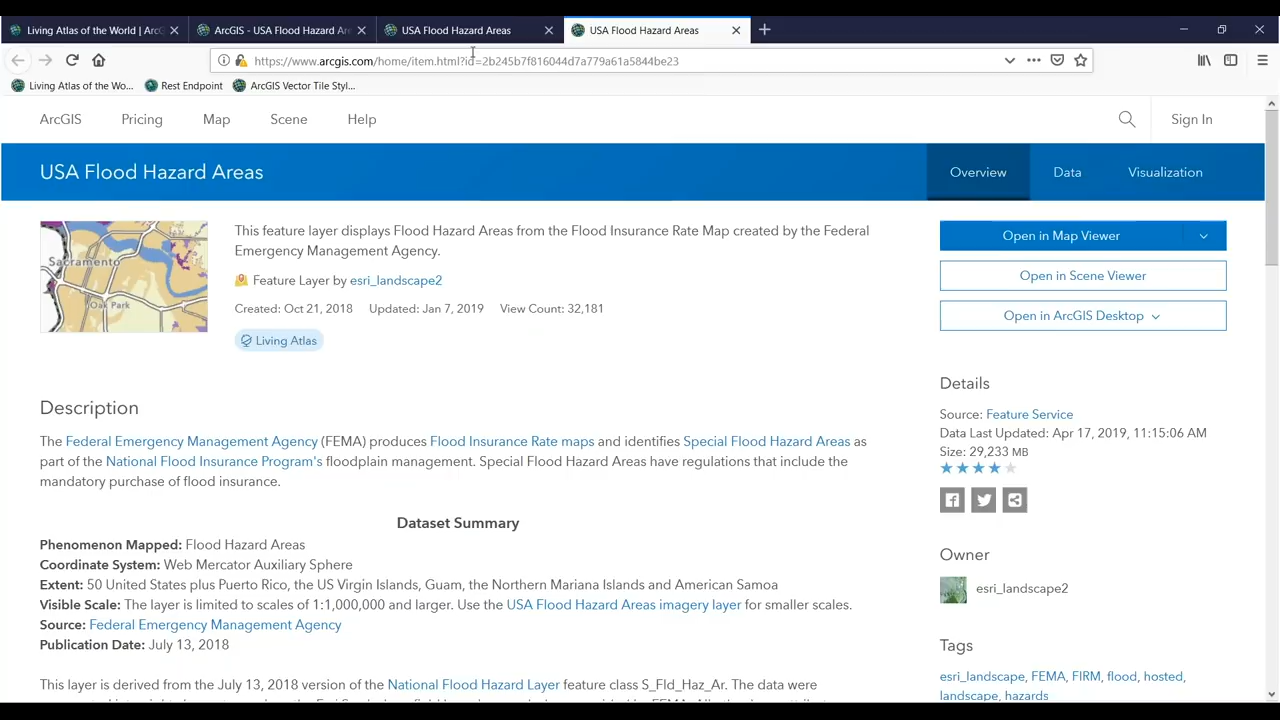 Living Atlas of the World | ArcG
ArcGIS - USA Flood Hazard Are
USA Flood Hazard Areas
USA Flood Hazard Areas
https://www.arcgis.com/home/item.html?id=2b245b7f816044d7a779a61a5844be23
Living Atlas of the Wo...
Rest Endpoint
ArcGIS Vector Tile Styl...
ArcGIS
Pricing
Map
Scene
Help
Sign In
USA Flood Hazard Areas
Overview
Data
Visualization
Sacramento
Oak Park
This feature layer displays Flood Hazard Areas from the Flood Insurance Rate Map created by the Federal
Emergency Management Agency.
Feature Layer by esri_landscape2
Created: Oct 21, 2018 Updated: Jan 7, 2019 View Count: 32,181
Living Atlas
Open in Map Viewer
Open in Scene Viewer
Open in ArcGIS Desktop
Description
The Federal Emergency Management Agency (FEMA) produces Flood Insurance Rate maps and identifies Special Flood Hazard Areas as
part of the National Flood Insurance Program's floodplain management. Special Flood Hazard Areas have regulations that include the
mandatory purchase of flood insurance.
Dataset Summary
Phenomenon Mapped: Flood Hazard Areas
Coordinate System: Web Mercator Auxiliary Sphere
Extent: 50 United States plus Puerto Rico, the US Virgin Islands, Guam, the Northern Mariana Islands and American Samoa
Visible Scale: The layer is limited to scales of 1:1,000,000 and larger. Use the USA Flood Hazard Areas imagery layer for smaller scales.
Source: Federal Emergency Management Agency
Publication Date: July 13, 2018
This layer is derived from the July 13, 2018 version of the National Flood Hazard Layer feature class S_Fld_Haz_Ar. The data were
Details
Source: Feature Service
Data Last Updated: Apr 17, 2019, 11:15:06 AM
Size: 29,233 MB
Owner
esri_landscape2
Tags
esri_landscape, FEMA, FIRM, flood, hosted,
landscape, hazards